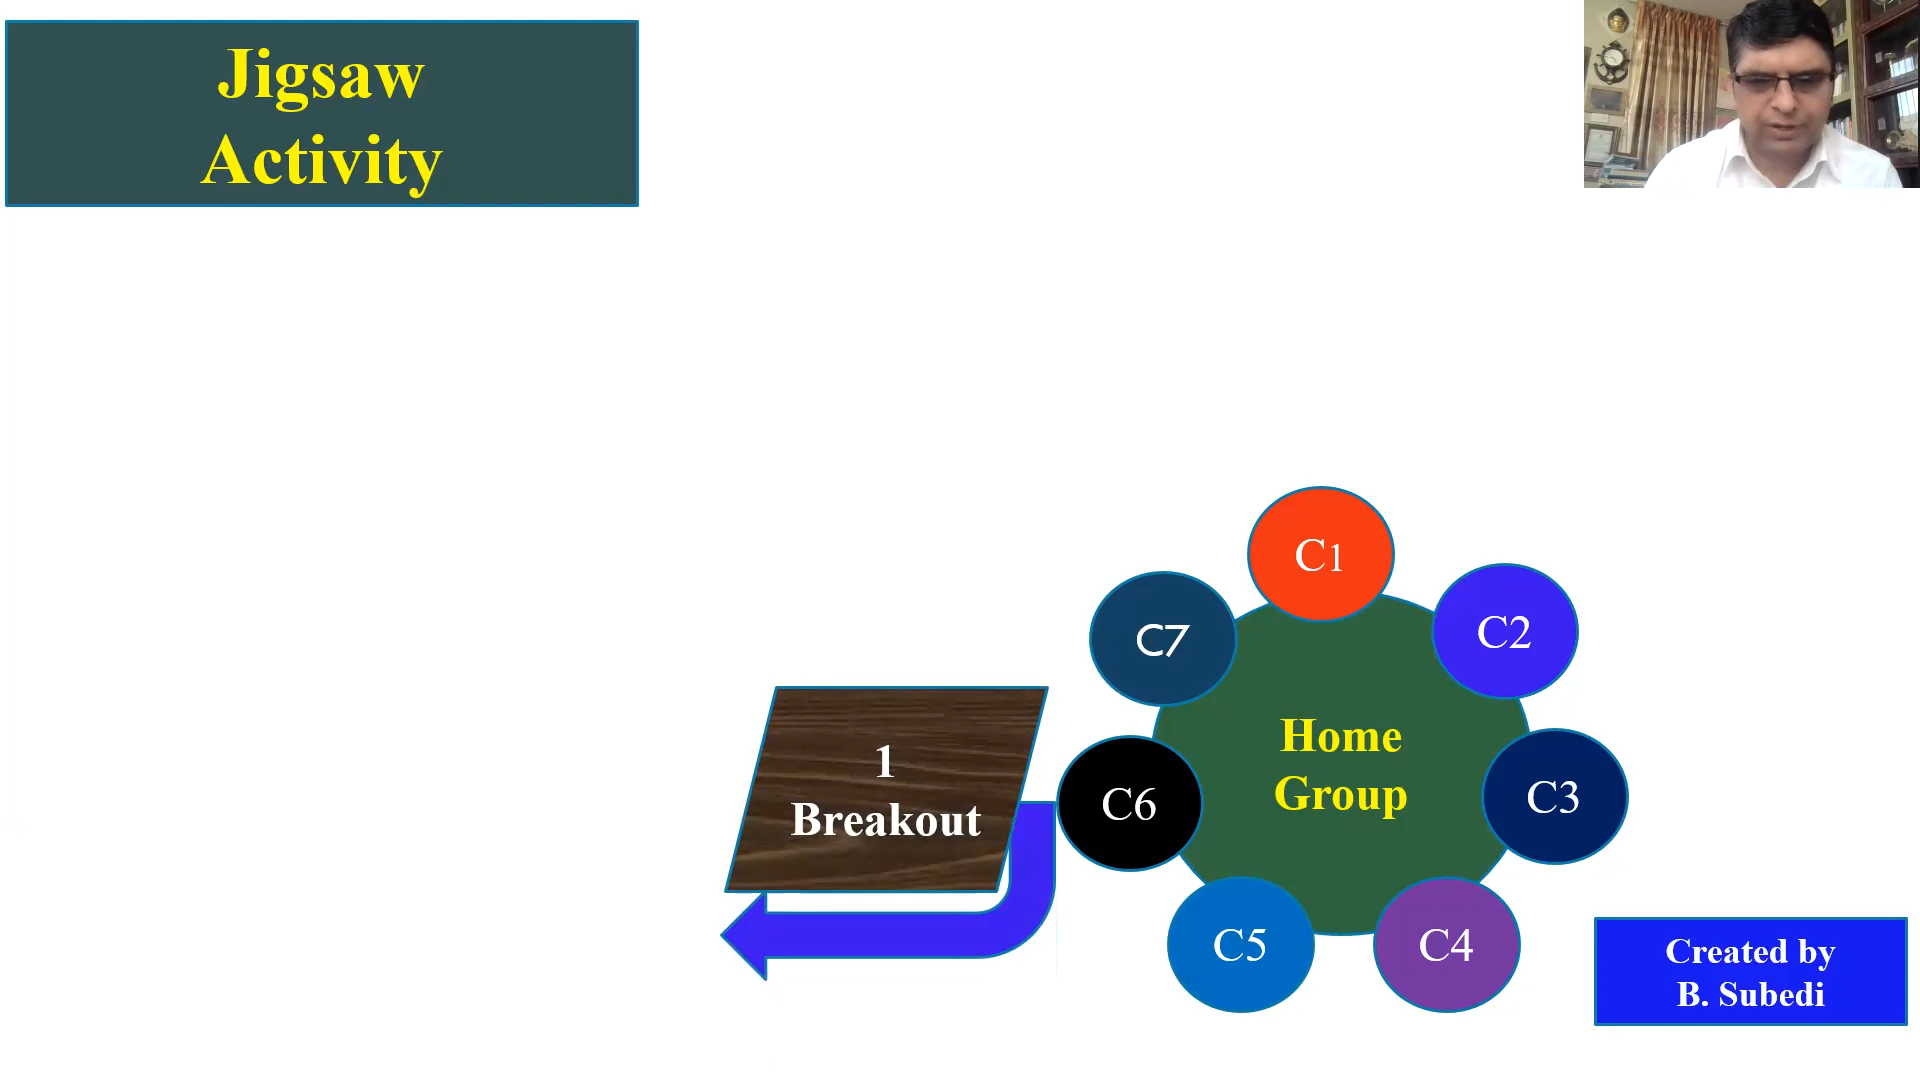 Jigsaw
Activity
C1
C7
C2
Home
Group
1
Breakout
C6
C3
C5
C4
Created by
B. Subedi